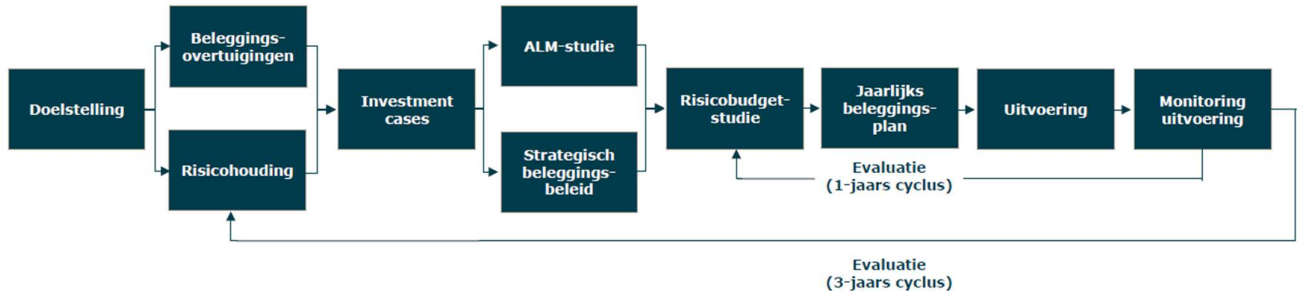 Doelstelling
Beleggings-
overtuigingen
Risicohouding
Investment
cases
ALM-studie
Strategisch
beleggings-
beleid
Risicobudget-
studie
Jaarlijks
beleggings-
plan
Uitvoering
Monitoring
uitvoering
Evaluatie
(1-jaars cyclus)
Evaluatie
(3-jaars cyclus)